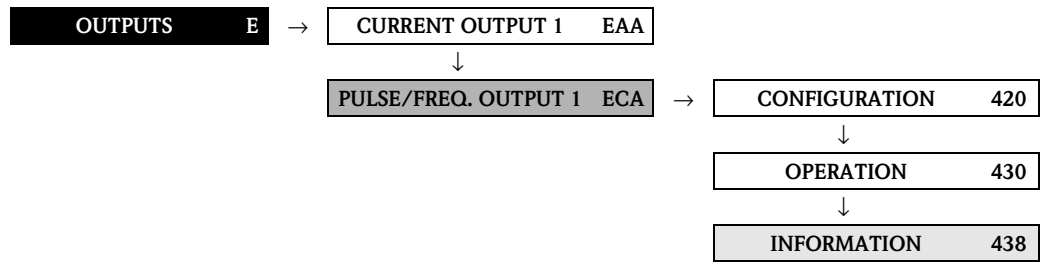 OUTPUTS E → CURRENT OUTPUT 1 EAA
↓
PULSE/FREQ. OUTPUT 1 ECA → CONFIGURATION 420
↓
OPERATION 430
↓
INFORMATION 438